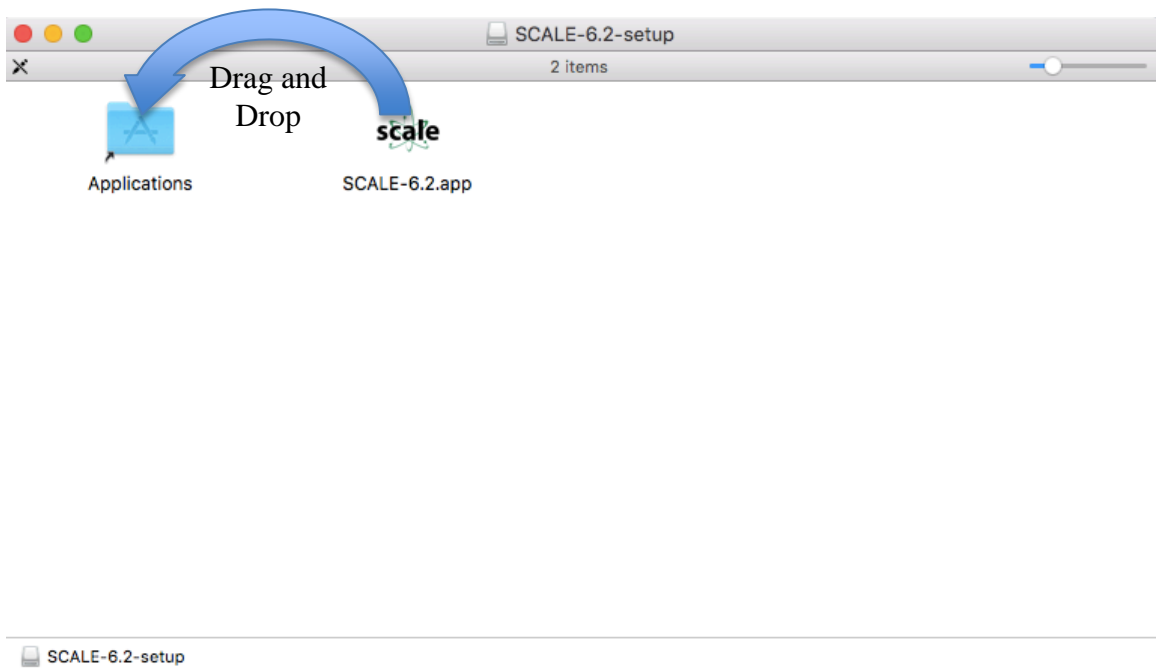 SCALE-6.2-setup
2 items
Drag and
Drop
scale
Applications
SCALE-6.2.app
SCALE-6.2-setup